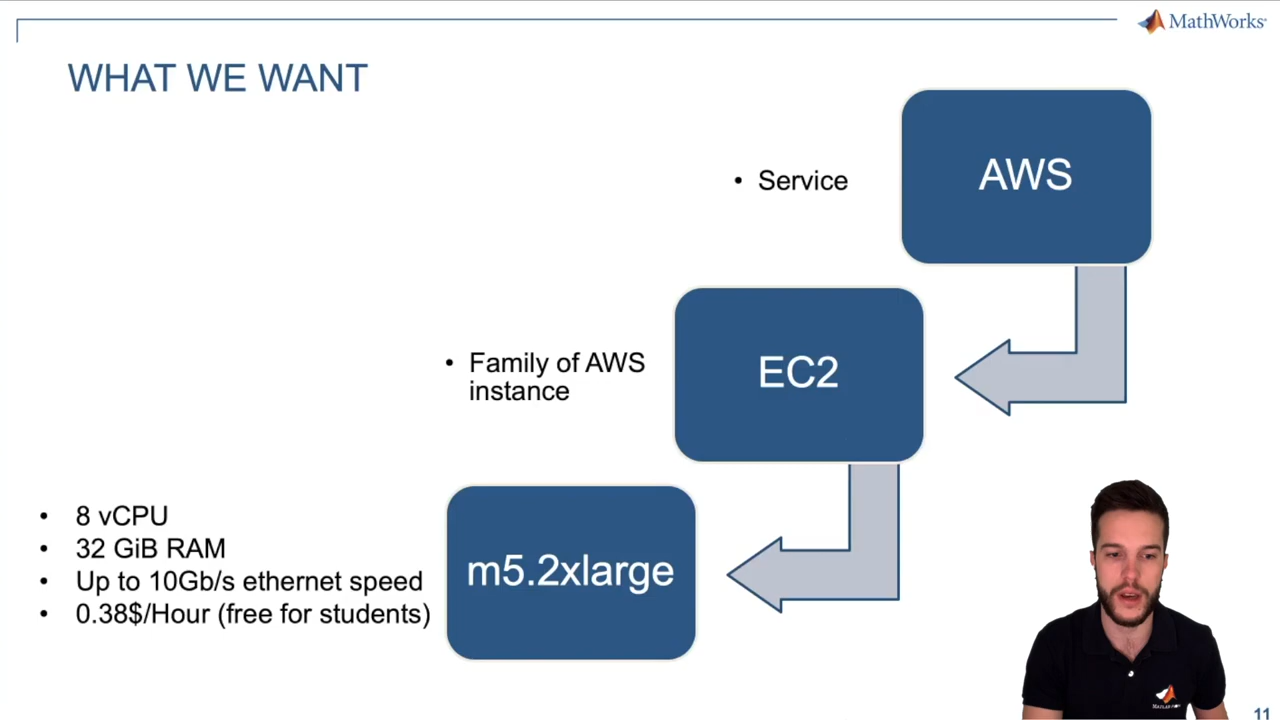 MathWorks
WHAT WE WANT
AWS
• Service
EC2
• Family of AWS
instance
m5.2xlarge
• 8 vCPU
• 32 GiB RAM
• Up to 10Gb/s ethernet speed
• 0.38$/Hour (free for students)
11